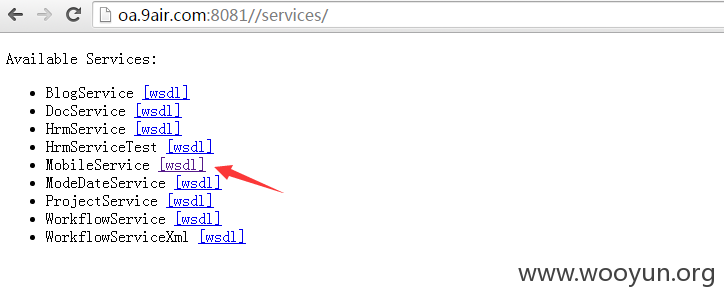 oa.9air.com:8081//services/
Available Services:
BlogService [wsdl]
DocService [wsdl]
HrmService [wsdl]
HrmServiceTest [wsdl]
MobileService [wsdl]
ModeDateService [wsdl]
ProjectService [wsdl]
WorkflowService [wsdl]
WorkflowServiceXml [wsdl]
www.wooyun.org